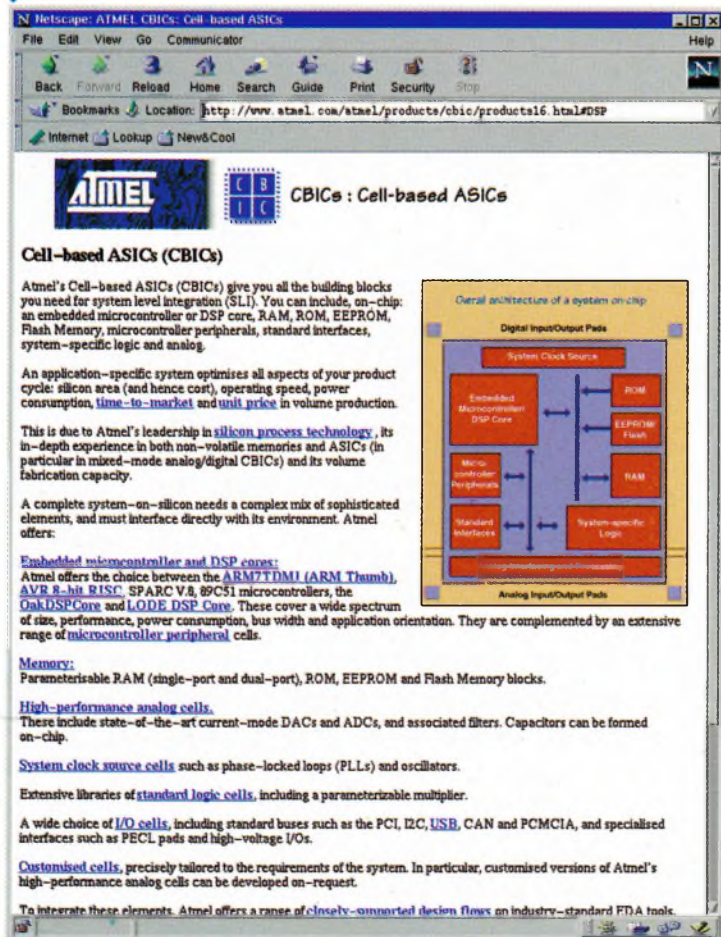 Netscape: ATMEL CBICs: Cell-based ASICs
File Edit View Go Communicator Help
Back Forward Reload Home Search Guide Print Security Stop
N
Bookmarks Location: http://www.atmel.com/atmel/products/cbic/products16.html#DSP
Internet Lookup New&Cool
ATMEL
C B
I C
CBICs : Cell-based ASICs
Cell-based ASICs (CBICs)
Atmel's Cell-based ASICs (CBICs) give you all the building blocks
you need for system level integration (SLI). You can include, on-chip:
an embedded microcontroller or DSP core, RAM, ROM, EEPROM,
Flash Memory, microcontroller peripherals, standard interfaces,
system-specific logic and analog.
An application-specific system optimises all aspects of your product
cycle: silicon area (and hence cost), operating speed, power
consumption, time-to-market and unit price in volume production.
This is due to Atmel's leadership in silicon process technology , its
in-depth experience in both non-volatile memories and ASICs (in
particular in mixed-mode analog/digital CBICs) and its volume
fabrication capacity.
A complete system-on-silicon needs a complex mix of sophisticated
elements, and must interface directly with its environment. Atmel
offers:
Overall architecture of a system on-chip
Digital Input/Output Pads
System Clock Source
Embedded
Microcontroller/
DSP Core
ROM
EEPROM/
Flash
Micro-
controller
Peripherals
RAM
Standard
Interfaces
System-specific
Logic
Analog Input/Output Pads
Embedded microcontroller and DSP cores:
Atmel offers the choice between the ARM7TDMI (ARM Thumb),
AVR 8-bit RISC, SPARC V.8, 89C51 microcontrollers, the
OakDSPCore and LODE DSP Core. These cover a wide spectrum
of size, performance, power consumption, bus width and application orientation. They are complemented by an extensive
range of microcontroller peripheral cells.
Memory:
Parameterisable RAM (single-port and dual-port), ROM, EEPROM and Flash Memory blocks.
High-performance analog cells.
These include state-of-the-art current-mode DACs and ADCs, and associated filters. Capacitors can be formed
on-chip.
System clock source cells such as phase-locked loops (PLLs) and oscillators.
Extensive libraries of standard logic cells, including a parameterizable multiplier.
A wide choice of I/O cells, including standard buses such as the PCI, I2C, USB, CAN and PCMCIA, and specialised
interfaces such as PECL pads and high-voltage I/Os.
Customised cells, precisely tailored to the requirements of the system. In particular, customised versions of Atmel's
high-performance analog cells can be developed on-request.
To integrate these elements, Atmel offers a range of closely-supported design flows on industry-standard EDA tools.